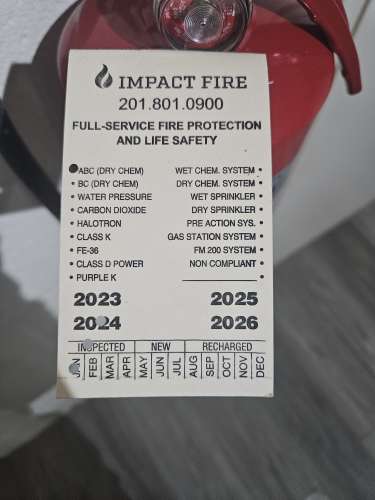 IMPACT FIRE
201.801.0900
FULL-SERVICE FIRE PROTECTION
AND LIFE SAFETY
ABC (DRY CHEM) WET CHEM. SYSTEM •
• BC (DRY CHEM) DRY CHEM. SYSTEM •
• WATER PRESSURE WET SPRINKLER •
• CARBON DIOXIDE DRY SPRINKLER •
• HALOTRON PRE ACTION SYS. •
• CLASS K GAS STATION SYSTEM •
• FE-36 FM 200 SYSTEM •
• CLASS D POWER NON COMPLIANT •
• PURPLE K ____________ •
2023 2025
2024 2026
INSPECTED NEW RECHARGED
JAN FEB MAR APR MAY JUN JUL AUG SEP OCT NOV DEC